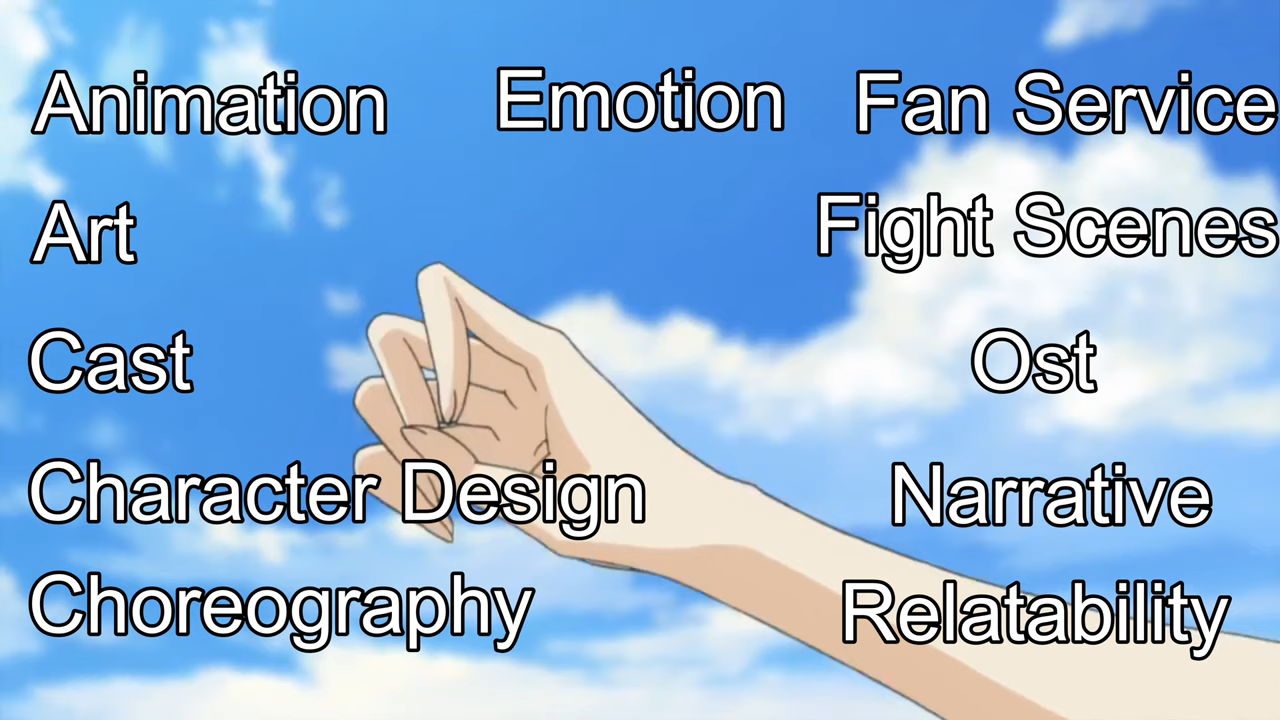 Animation
Emotion
Fan Service
Art
Fight Scenes
Cast
Ost
Character Design
Narrative
Choreography
Relatability